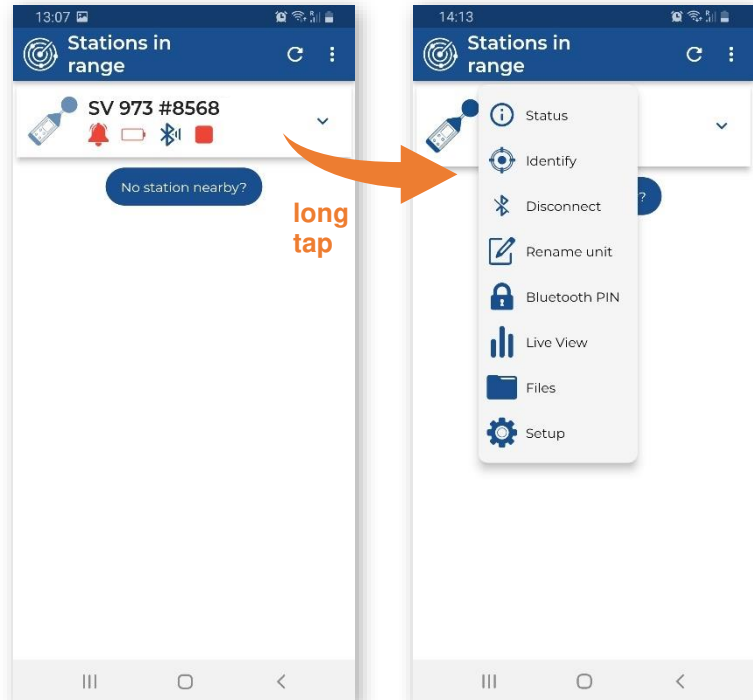 13:07
Stations in
range
SV 973 #8568
No station nearby?
long
tap
14:13
Stations in
range
Status
Identify
Disconnect
Rename unit
Bluetooth PIN
Live View
Files
Setup
?